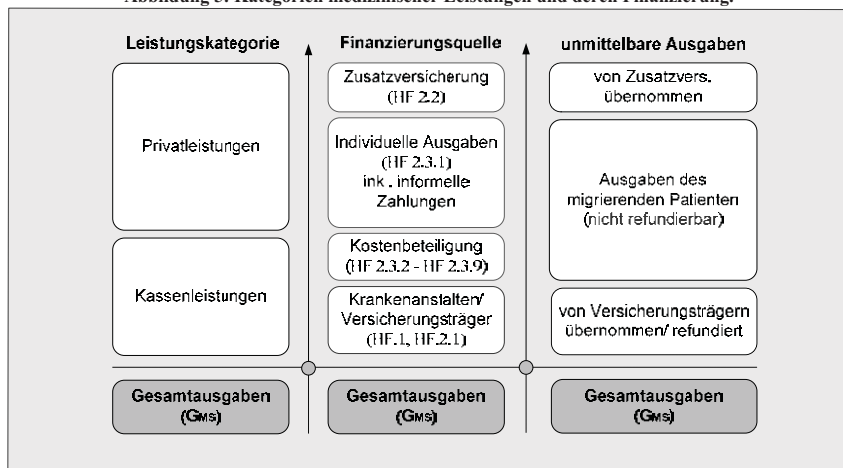 Abbildung 3: Kategorien medizinischer Leistungen und deren Finanzierung.
Leistungskategorie
Privatleistungen
Kassenleistungen
Gesamtausgaben
(GMS)
Finanzierungsquelle
Zusatzversicherung
(HF 2.2)
Individuelle Ausgaben
(HF 2.3.1)
ink. informelle
Zahlungen
Kostenbeteiligung
(HF 2.3.2 - HF 2.3.9)
Krankenanstalten/
Versicherungsträger
(HF.1, HF.2.1)
Gesamtausgaben
(GMS)
unmittelbare Ausgaben
von Zusatzvers.
übernommen
Ausgaben des
migrierenden Patienten
(nicht refundierbar)
von Versicherungsträgern
übernommen/ refundiert
Gesamtausgaben
(GMS)